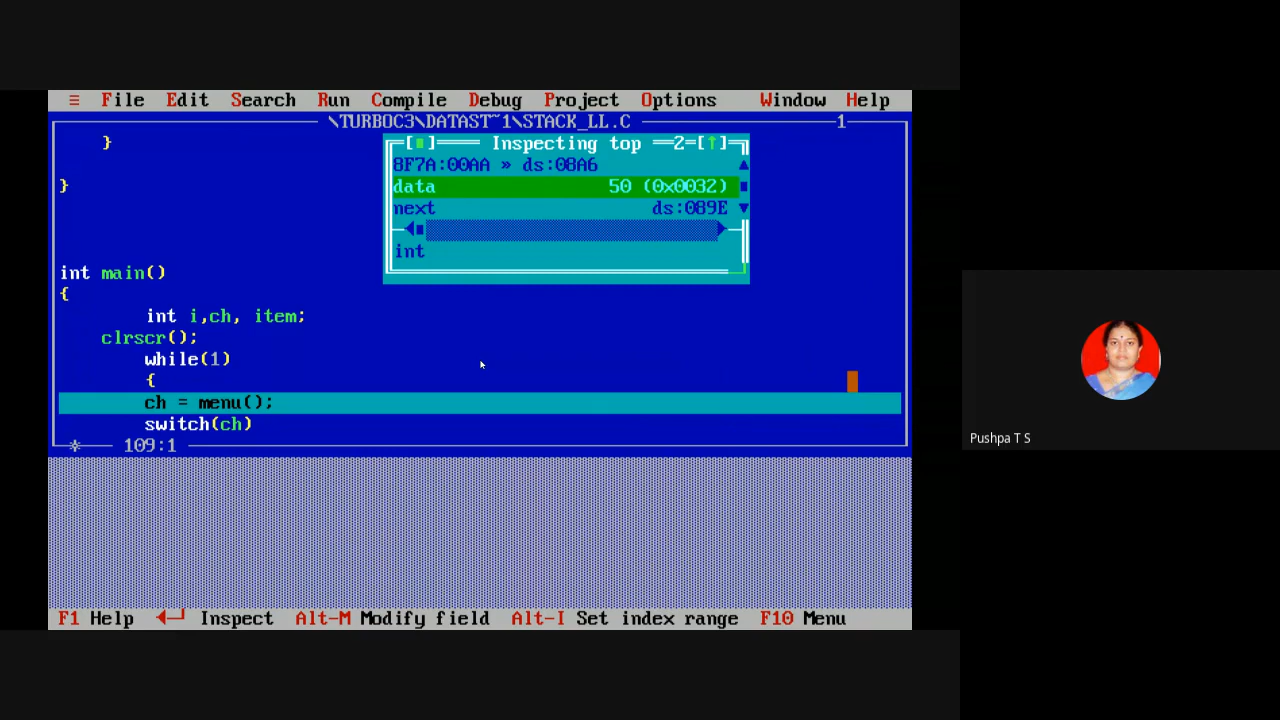 ≡ File Edit Search Run Compile Debug Project Options Window Help
\TURBOC3\DATAST~1\STACK_LL.C 1
}
}
[■] Inspecting top 2=[↑]
8F7A:00AA » ds:08A6
data 50 (0x0032)
next ds:089E
int
int main()
{
int i,ch, item;
clrscr();
while(1)
{
ch = menu();
switch(ch)
109:1
F1 Help ←┘ Inspect Alt-M Modify field Alt-I Set index range F10 Menu
Pushpa T S